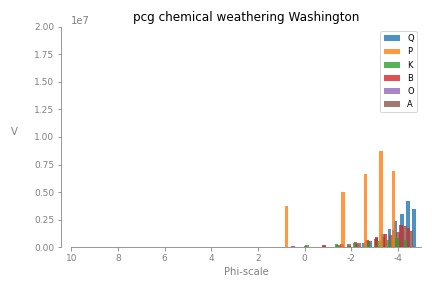 pcg chemical weathering Washington
1e7
2.00
1.75
1.50
1.25
1.00
0.75
0.50
0.25
0.00
V
Q
P
K
B
O
A
10 8 6 4 2 0 -2 -4
Phi-scale